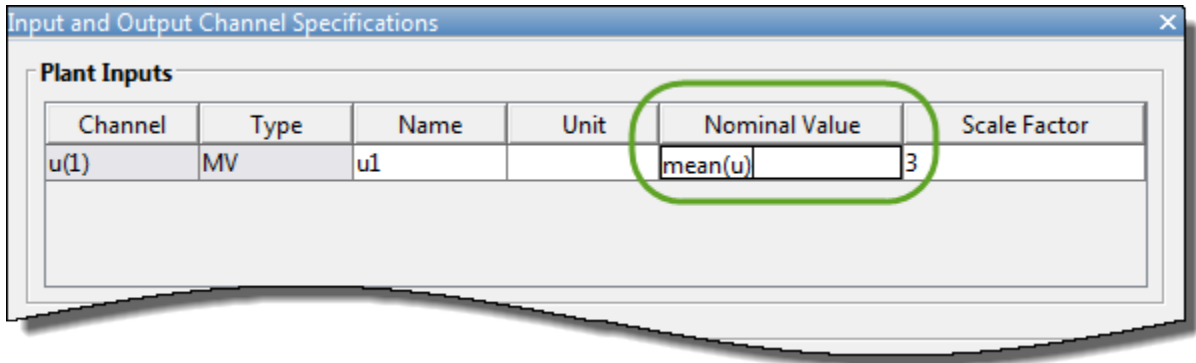 Input and Output Channel Specifications
Plant Inputs
Channel Type Name Unit Nominal Value Scale Factor
u(1) MV u1 mean(u) 3